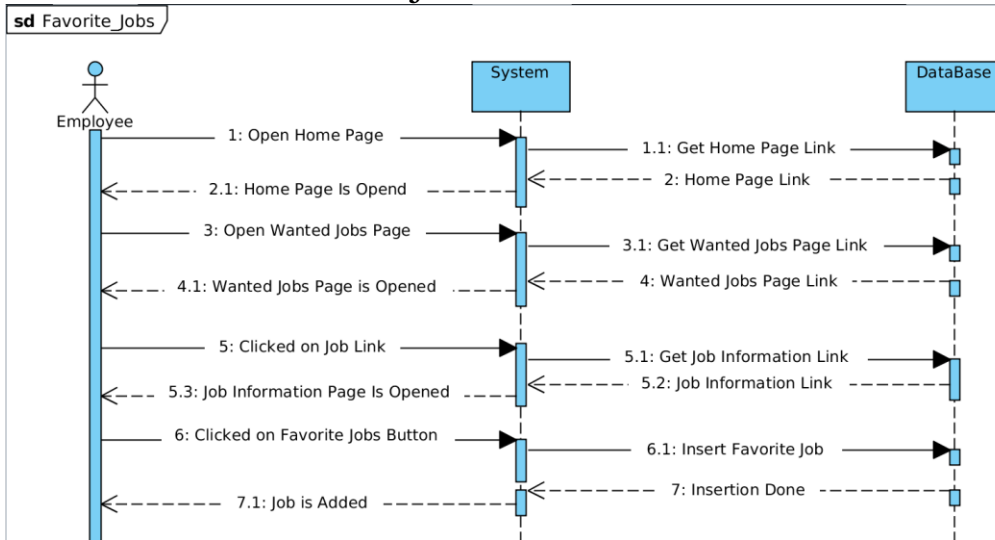 sd Favorite_Jobs
System
DataBase
Employee
1: Open Home Page
1.1: Get Home Page Link
2: Home Page Link
2.1: Home Page Is Opend
3: Open Wanted Jobs Page
3.1: Get Wanted Jobs Page Link
4: Wanted Jobs Page Link
4.1: Wanted Jobs Page is Opened
5: Clicked on Job Link
5.1: Get Job Information Link
5.2: Job Information Link
5.3: Job Information Page Is Opened
6: Clicked on Favorite Jobs Button
6.1: Insert Favorite Job
7: Insertion Done
7.1: Job is Added